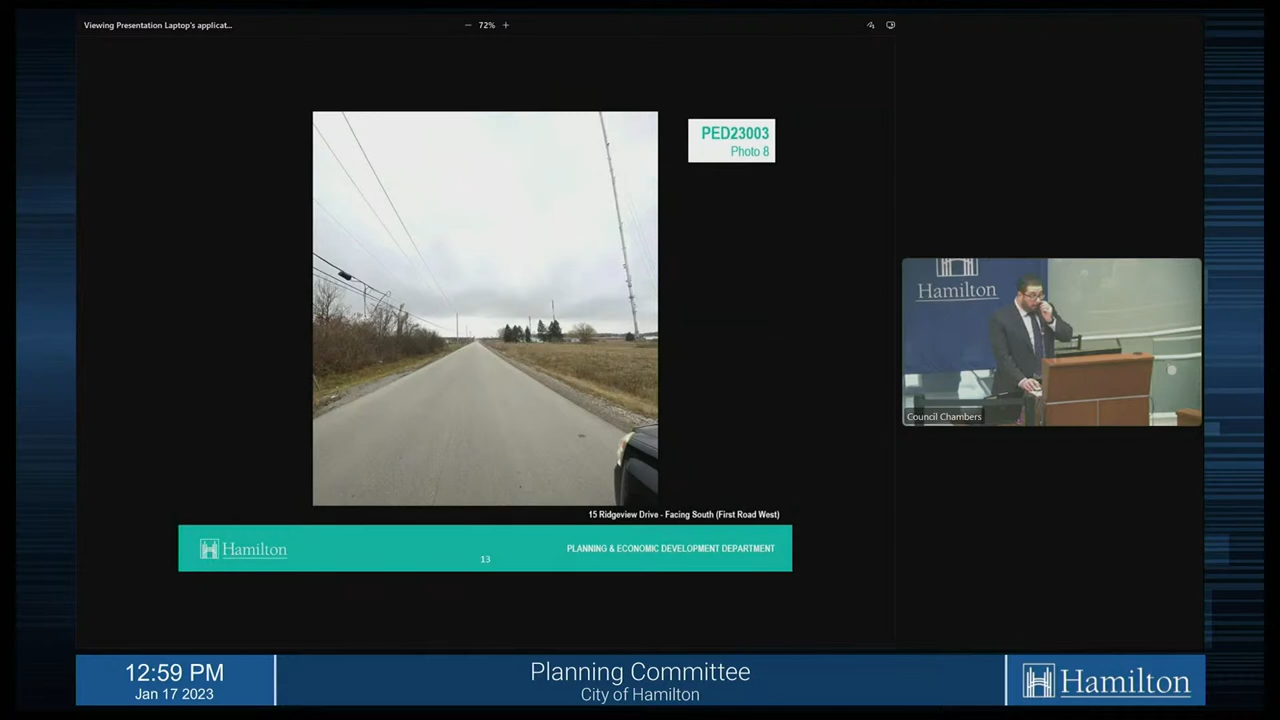 Viewing Presentation Laptop's applicat...
72%
PED23003
Photo 8
Hamilton
Council Chambers
15 Ridgeview Drive - Facing South (First Road West)
Hamilton
13
PLANNING & ECONOMIC DEVELOPMENT DEPARTMENT
12:59 PM
Jan 17 2023
Planning Committee
City of Hamilton
Hamilton